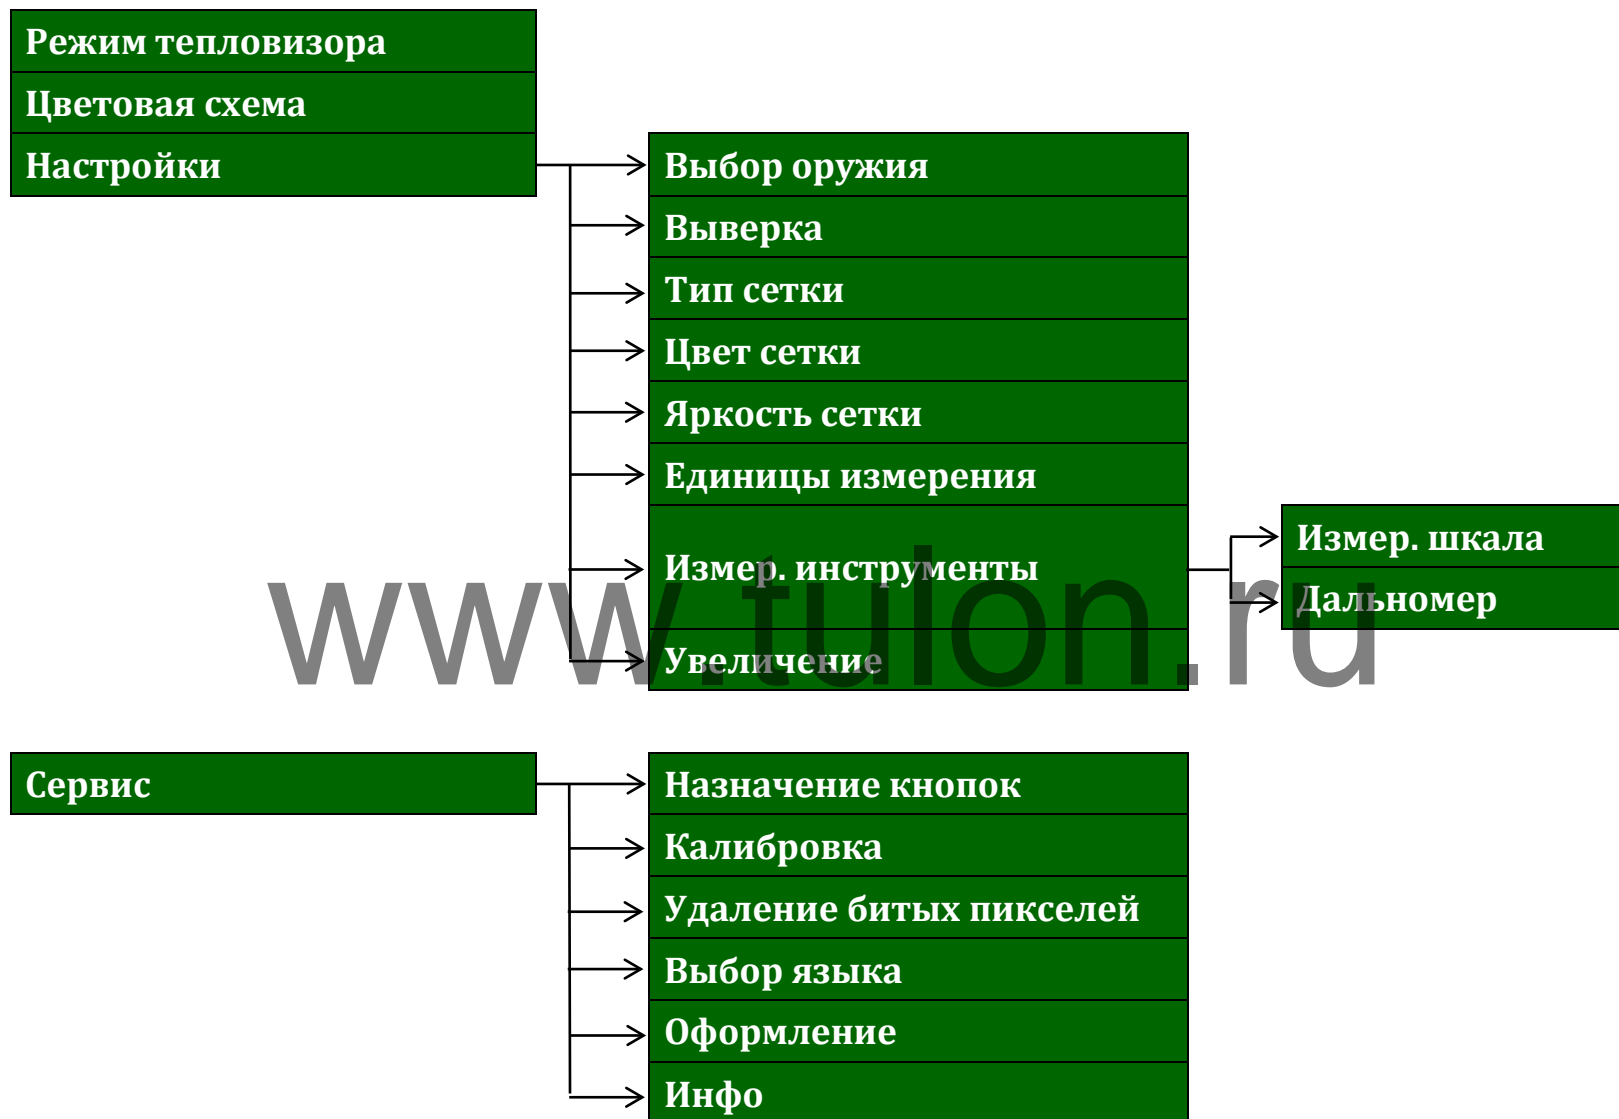 Режим тепловизора
Цветовая схема
Настройки
Выбор оружия
Выверка
Тип сетки
Цвет сетки
Яркость сетки
Единицы измерения
Измер. инструменты
Измер. шкала
Дальномер
Увеличение
www.tulon.ru
Сервис
Назначение кнопок
Калибровка
Удаление битых пикселей
Выбор языка
Оформление
Инфо